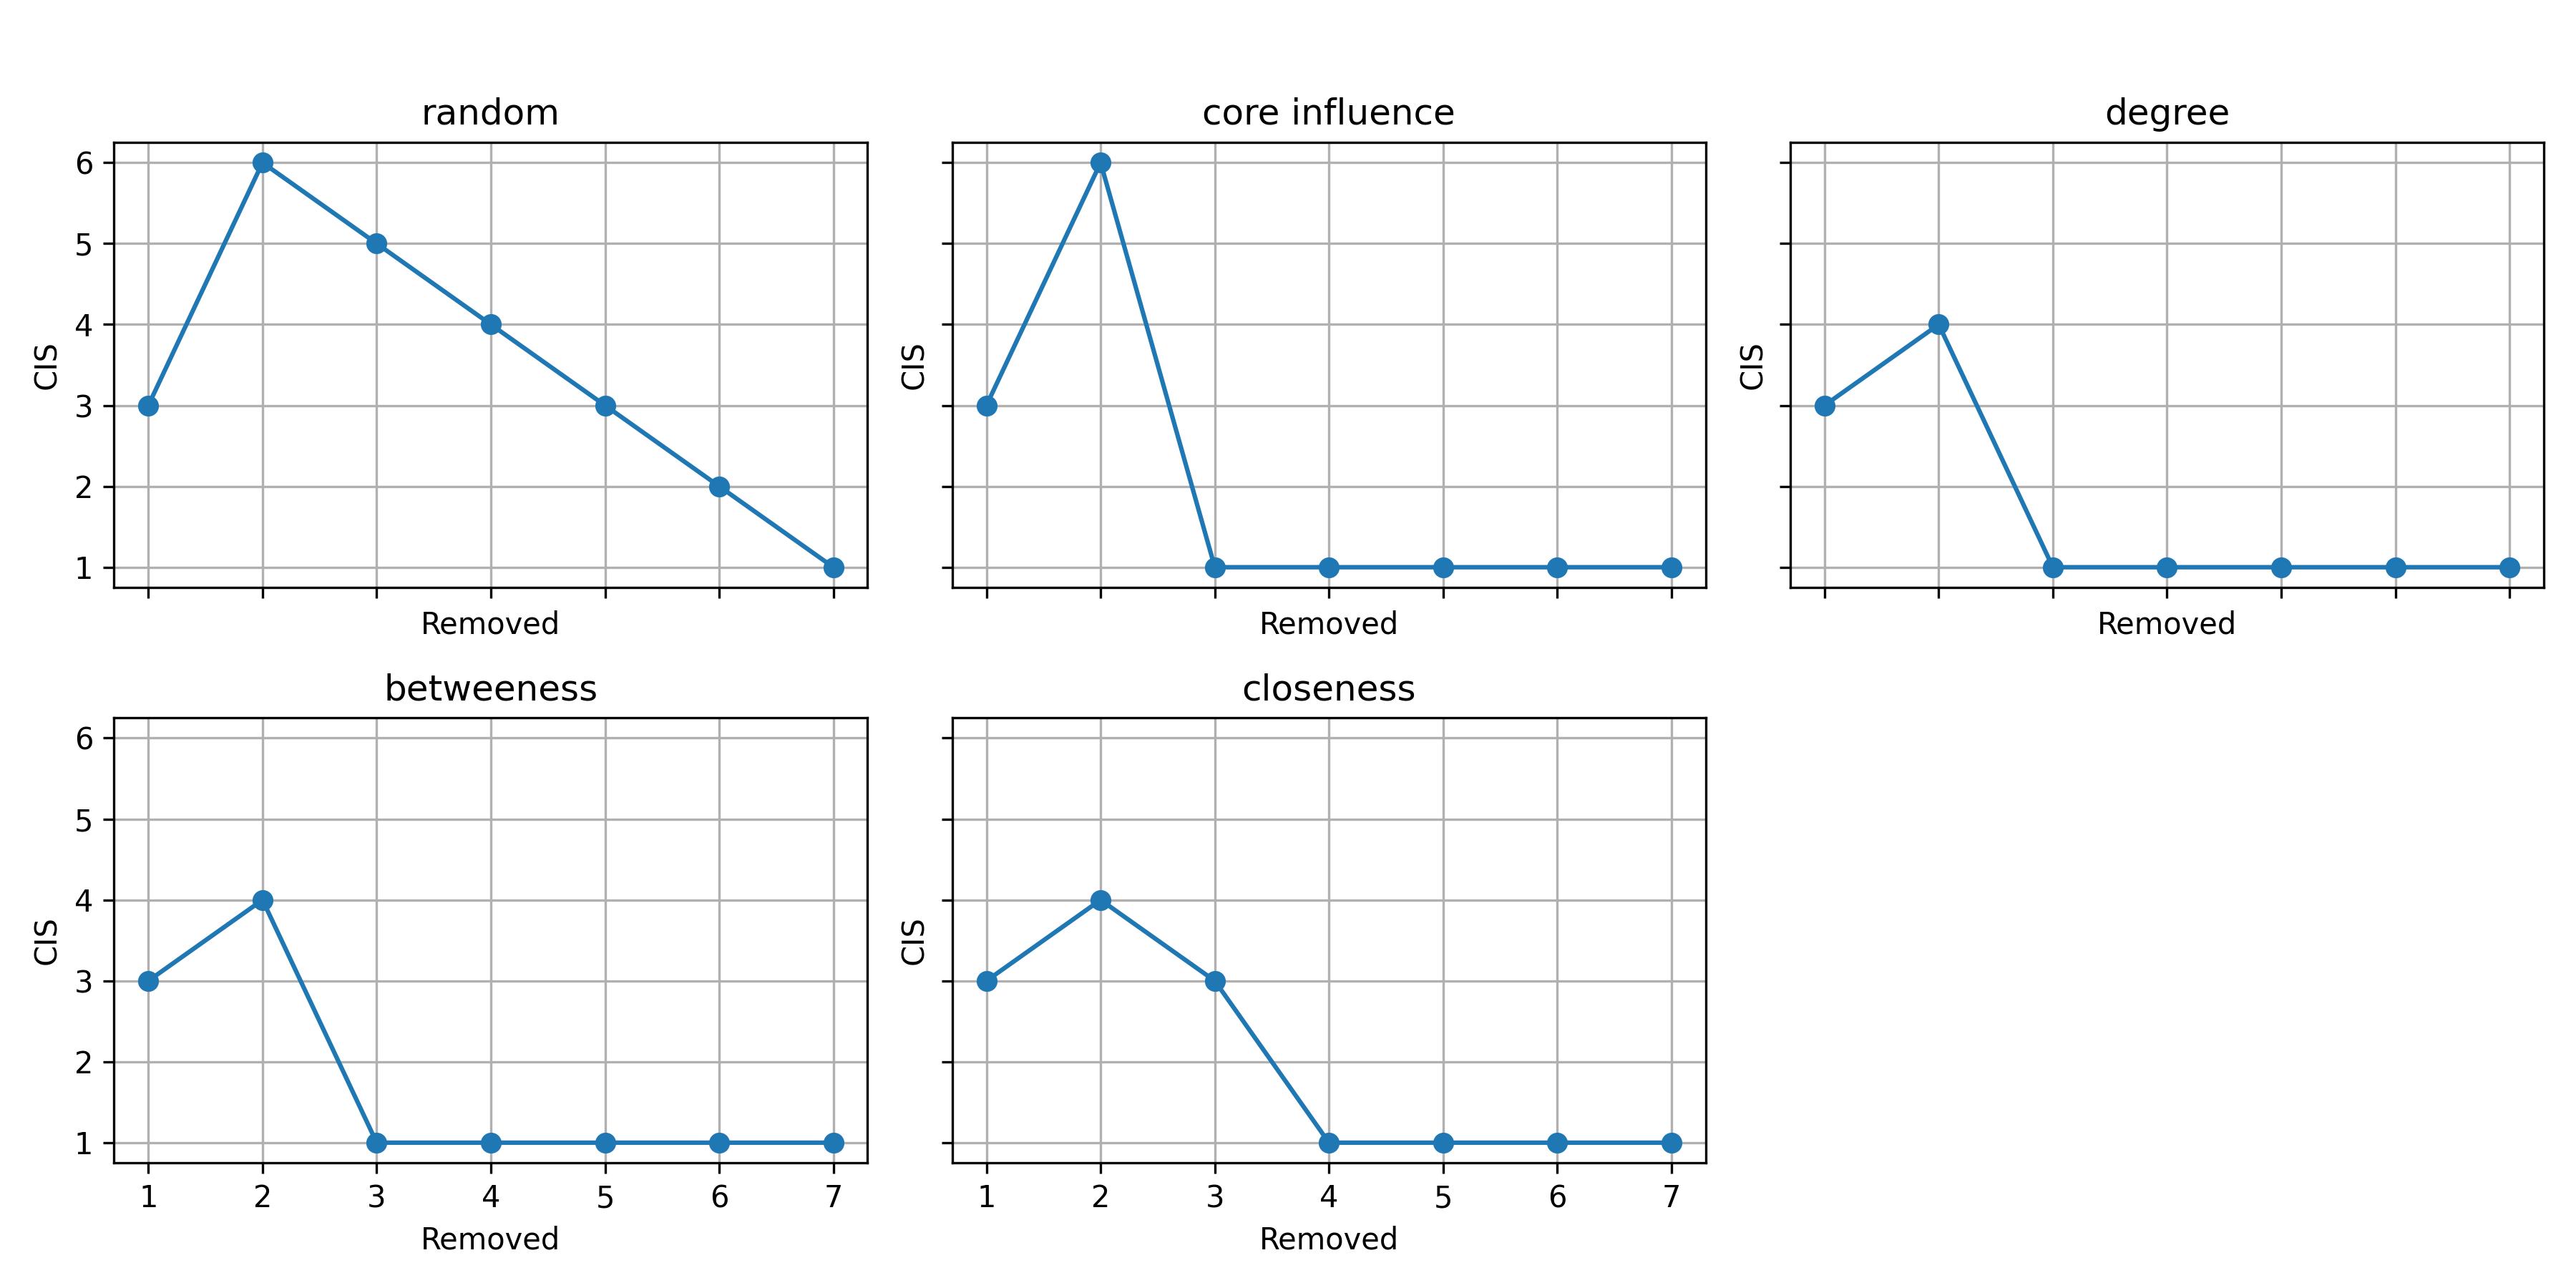 random
6
5
4
3
2
1
CIS
Removed
core influence
CIS
Removed
degree
CIS
Removed
betweeness
6
5
4
3
2
1
CIS
1 2 3 4 5 6 7
Removed
closeness
CIS
1 2 3 4 5 6 7
Removed